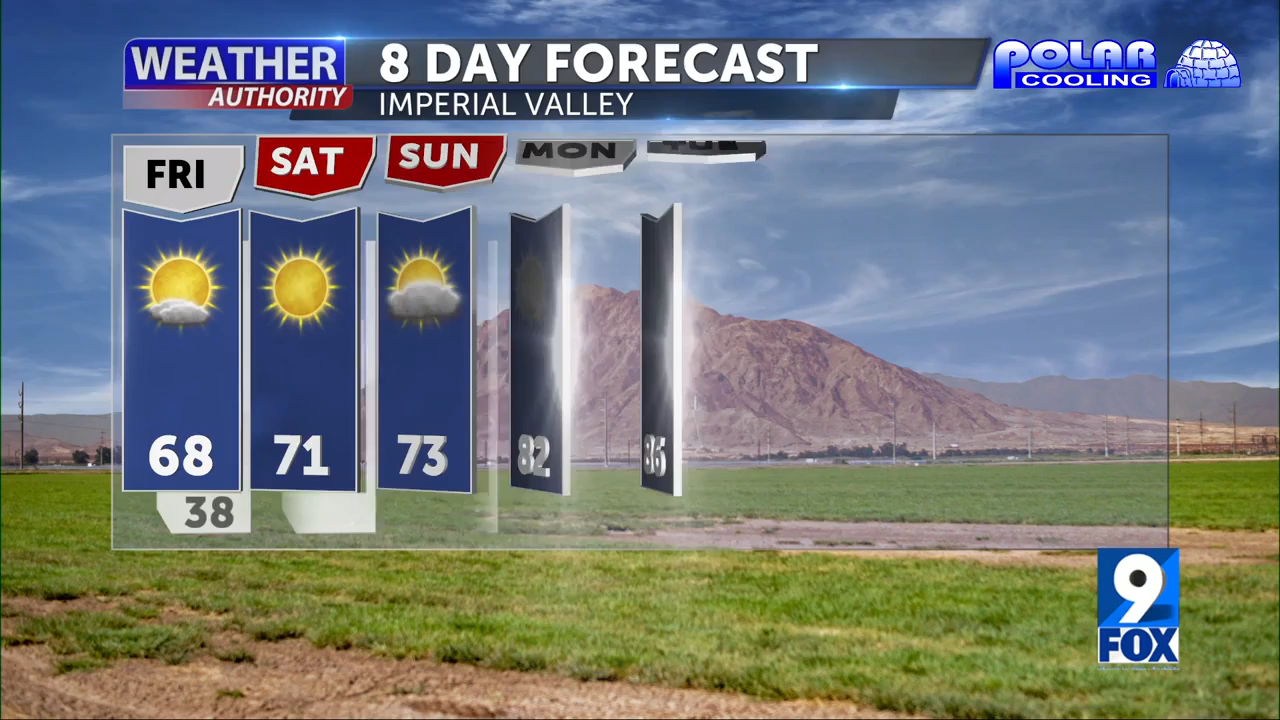 WEATHER
AUTHORITY
8 DAY FORECAST
IMPERIAL VALLEY
POLAR
COOLING
FRI
SAT
SUN
MON
TUE
68
71
73
82
38
9
FOX